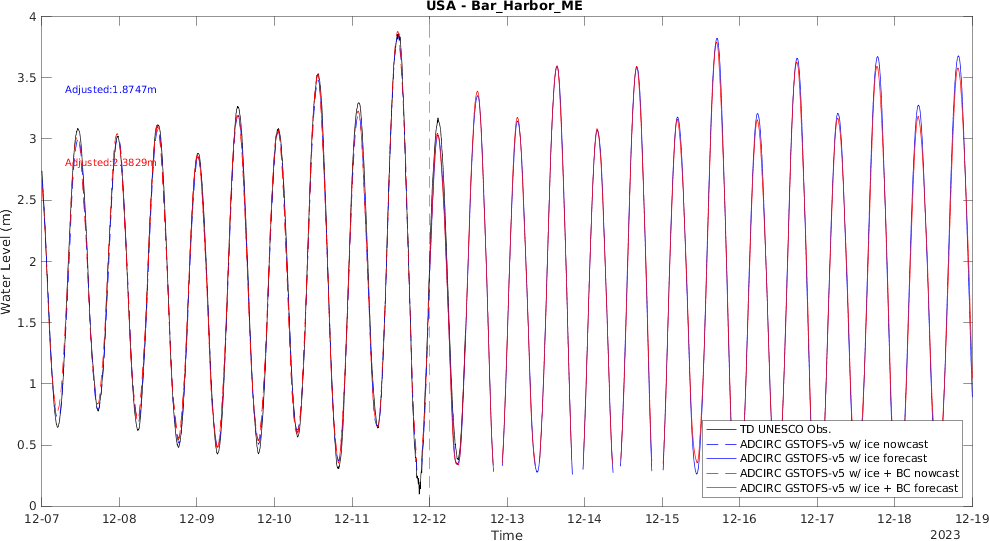 USA - Bar_Harbor_ME
4
3.5
3
2.5
2
1
0.5
0
Water Level (m)
Adjusted:1.8747m
Adjusted:2.3829m
TD UNESCO Obs.
ADCIRC GSTOFS-v5 w/ ice nowcast
ADCIRC GSTOFS-v5 w/ ice forecast
ADCIRC GSTOFS-v5 w/ ice + BC nowcast
ADCIRC GSTOFS-v5 w/ ice + BC forecast
12-07 12-08 12-09 12-10 12-11 12-12 12-13 12-14 12-15 12-16 12-17 12-18 12-19
Time
2023